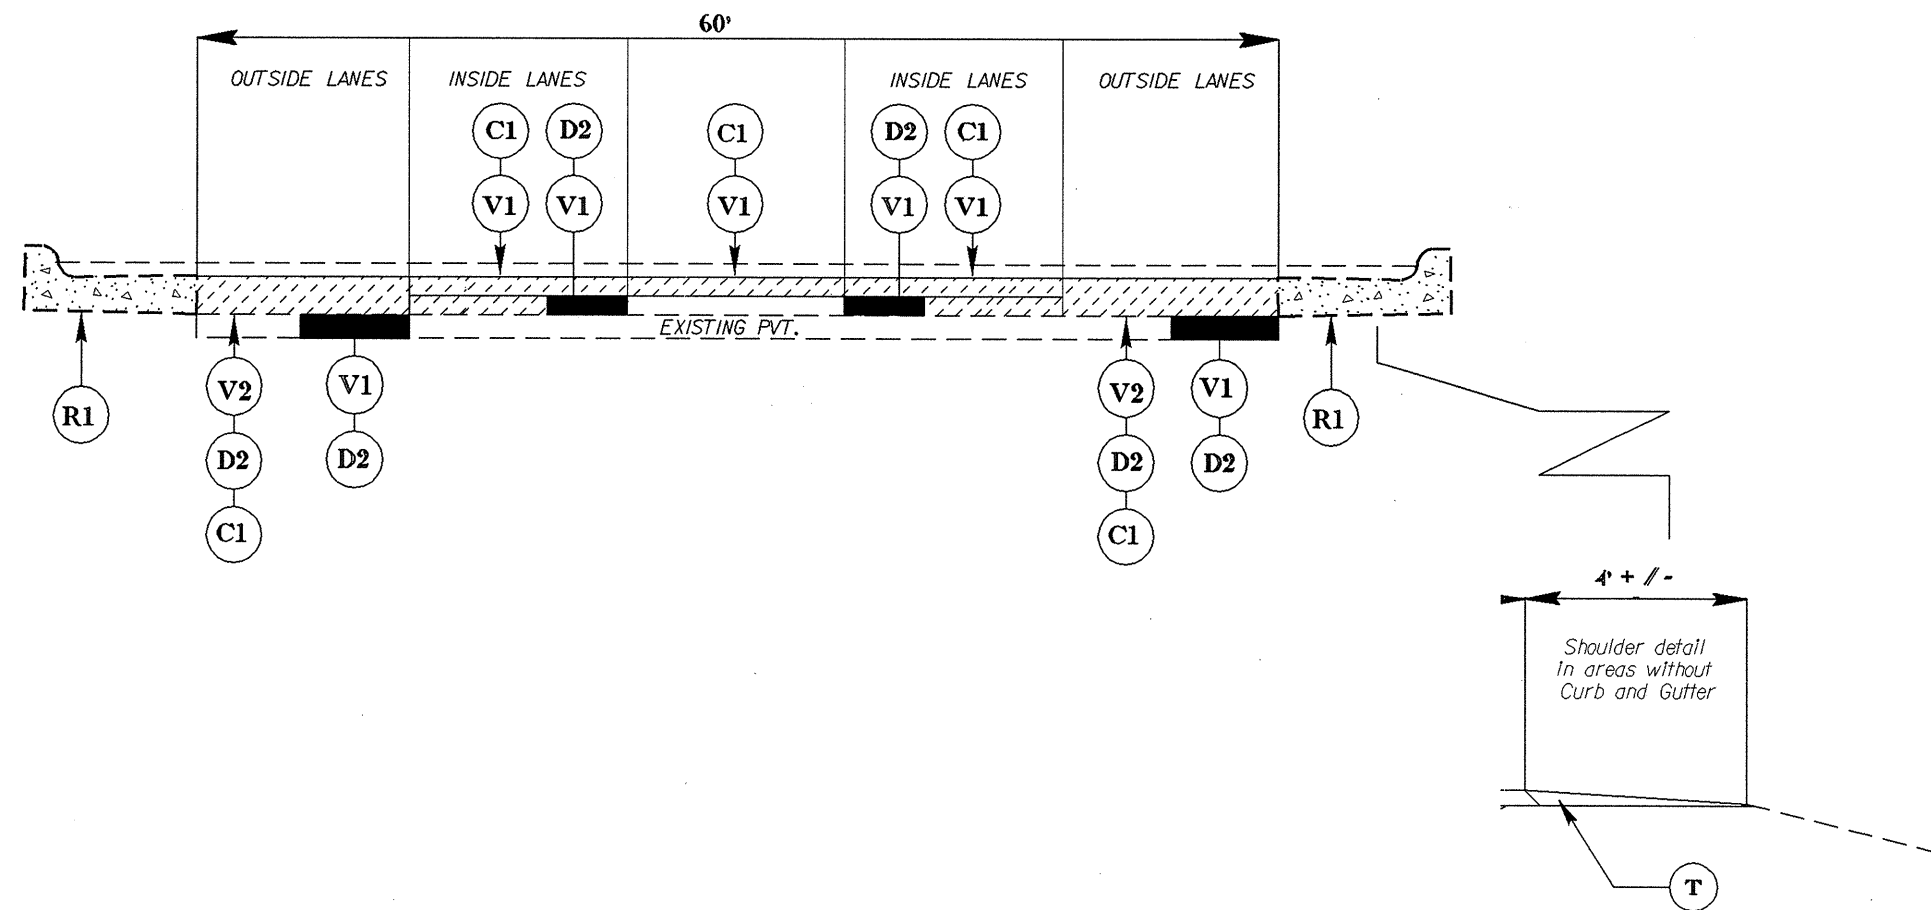 60'
OUTSIDE LANES
INSIDE LANES
INSIDE LANES
OUTSIDE LANES
C1
D2
C1
D2
C1
V1
V1
V1
V1
V1
EXISTING PVT.
R1
V2
V1
V2
V1
R1
D2
D2
D2
D2
C1
C1
4' + // -
Shoulder detail
in areas without
Curb and Gutter
T